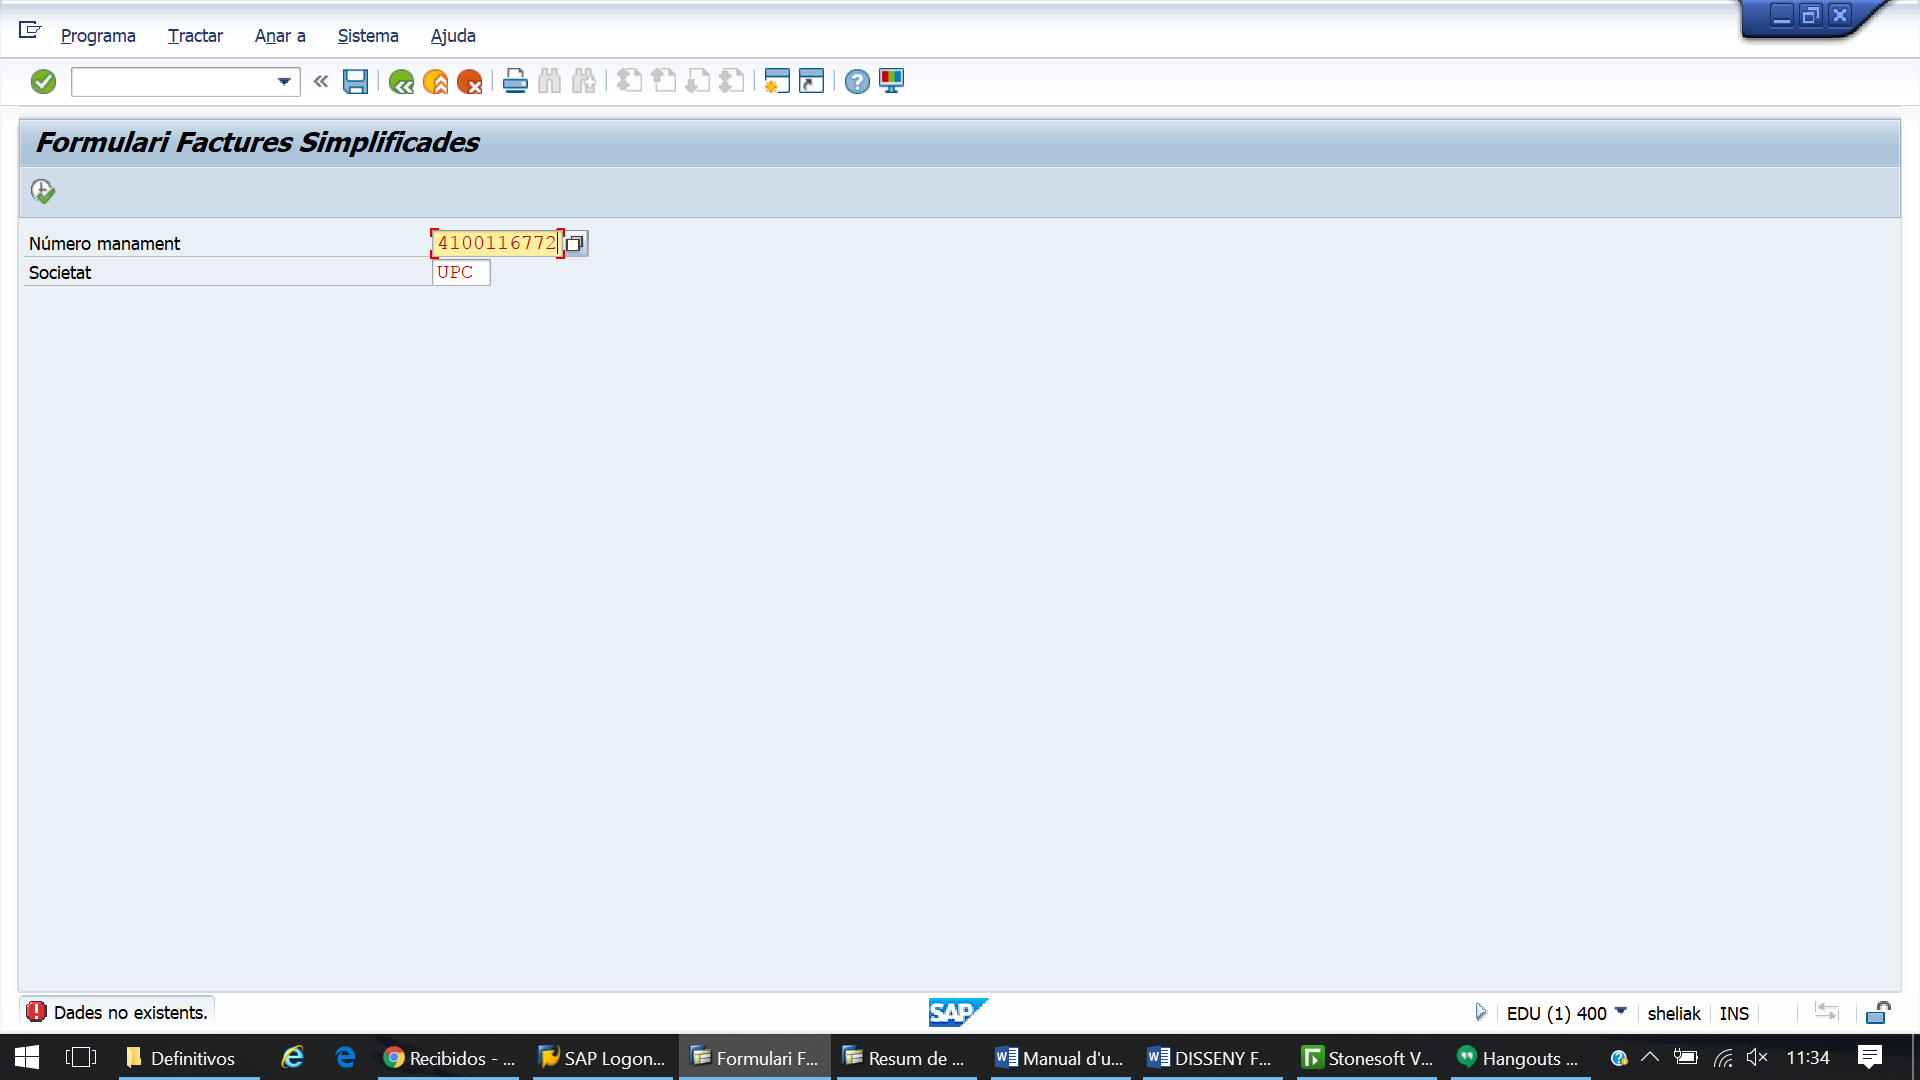 Programa Tractar Anar a Sistema Ajuda
Formulari Factures Simplificades
Número manament 4100116772
Societat UPC
Dades no existents.
SAP
EDU (1) 400 sheliak INS
Definitivos Recibidos - ... SAP Logon... Formulari F... Resum de ... Manual d'u... DISSENY F... Stonesoft V... Hangouts ... 11:34